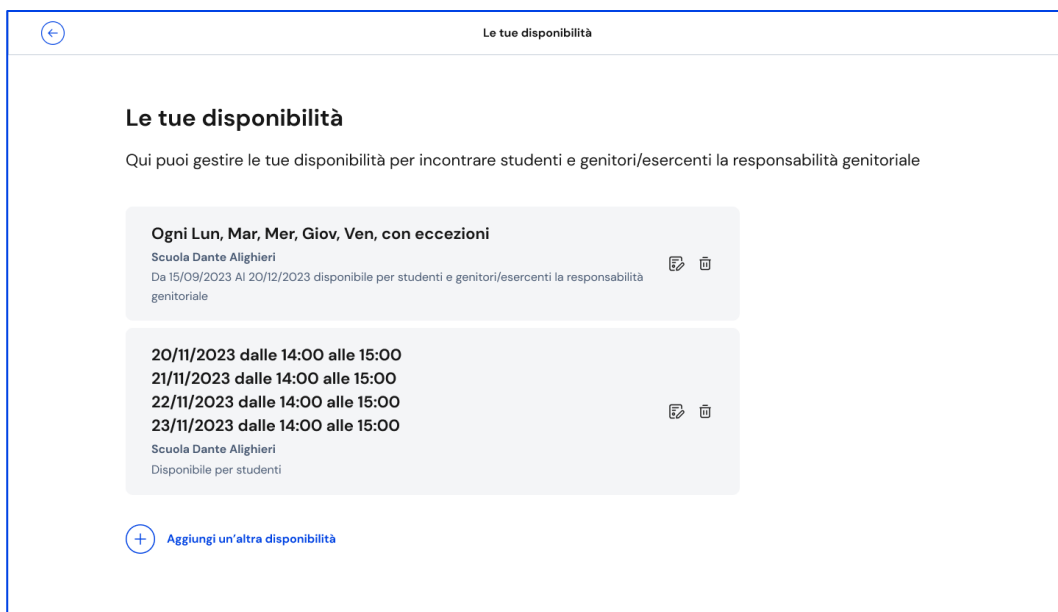 Le tue disponibilità
Le tue disponibilità
Qui puoi gestire le tue disponibilità per incontrare studenti e genitori/esercenti la responsabilità genitoriale
Ogni Lun, Mar, Mer, Giov, Ven, con eccezioni
Scuola Dante Alighieri
Da 15/09/2023 Al 20/12/2023 disponibile per studenti e genitori/esercenti la responsabilità
genitoriale
20/11/2023 dalle 14:00 alle 15:00
21/11/2023 dalle 14:00 alle 15:00
22/11/2023 dalle 14:00 alle 15:00
23/11/2023 dalle 14:00 alle 15:00
Scuola Dante Alighieri
Disponibile per studenti
Aggiungi un’altra disponibilità